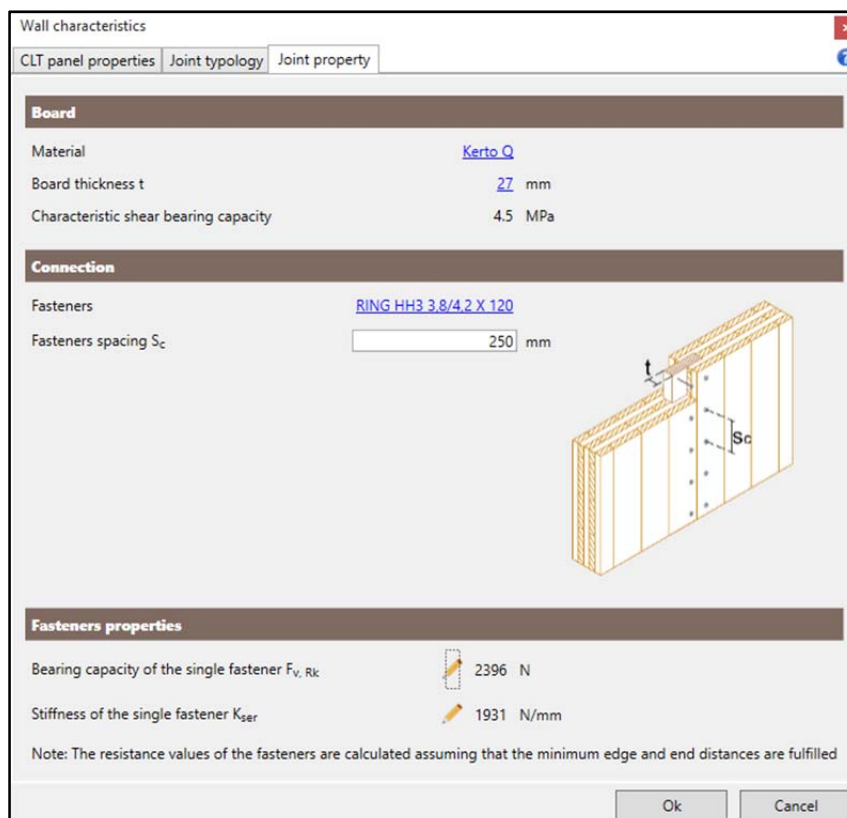 Wall characteristics
CLT panel properties Joint typology Joint property
Board
Material Kerto Q
Board thickness t 27 mm
Characteristic shear bearing capacity 4.5 MPa
Connection
Fasteners RING HH3 3,8/4,2 X 120
Fasteners spacing Sc 250 mm
t
Sc
Fasteners properties
Bearing capacity of the single fastener Fv, Rk 2396 N
Stiffness of the single fastener Kser 1931 N/mm
Note: The resistance values of the fasteners are calculated assuming that the minimum edge and end distances are fulfilled
Ok Cancel